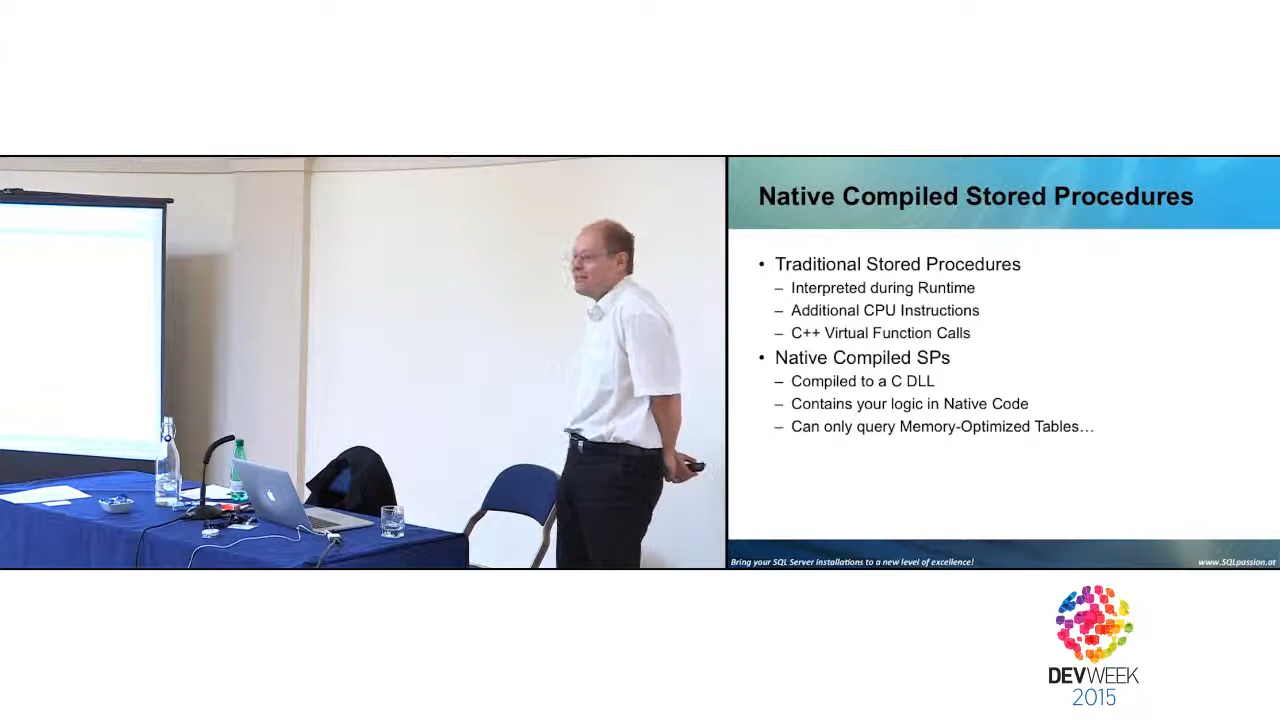 Native Compiled Stored Procedures
• Traditional Stored Procedures
– Interpreted during Runtime
– Additional CPU Instructions
– C++ Virtual Function Calls
• Native Compiled SPs
– Compiled to a C DLL
– Contains your logic in Native Code
– Can only query Memory-Optimized Tables…
Bring your SQL Server installations to a new level of excellence!
www.SQLpassion.at
DEVWEEK
2015